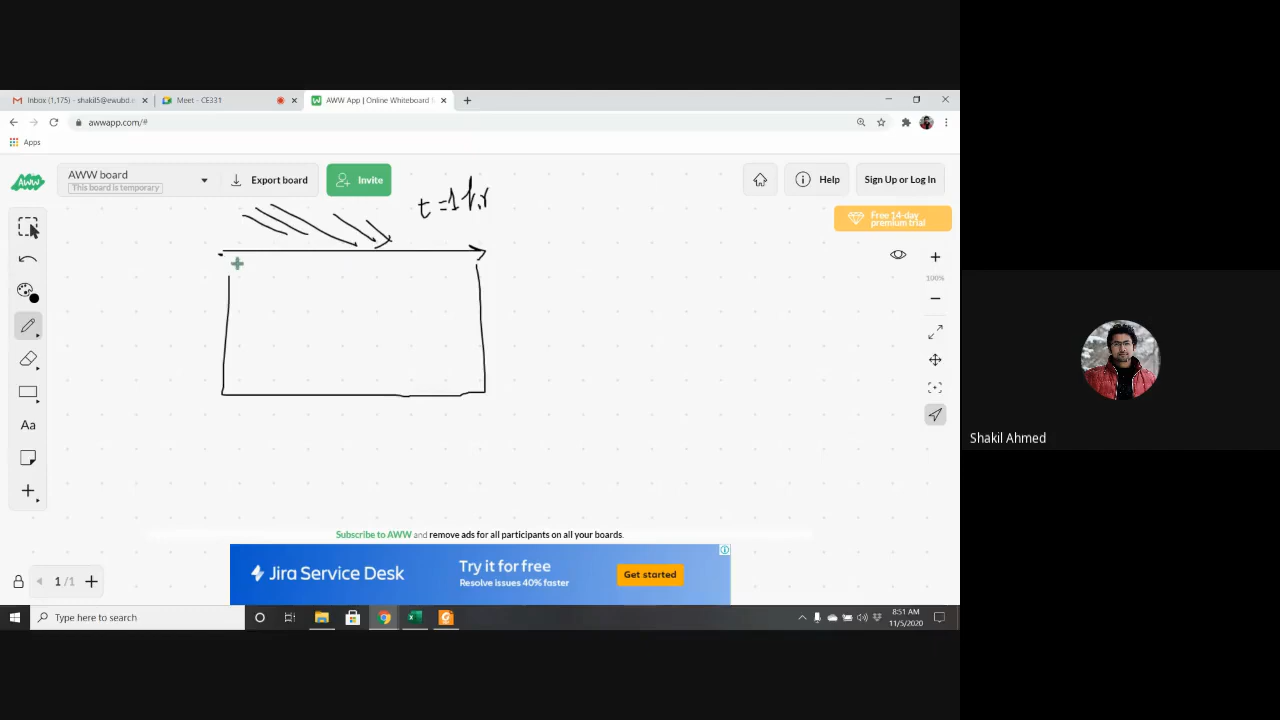 Inbox (1,175) - shakil5@ewubd.e
Meet - CE331
AWW App | Online Whiteboard f
awwapp.com/#
Apps
AWW
AWW board
This board is temporary
Export board
Invite
Help
Sign Up or Log In
Free 14-day
premium trial
t = 1 hr
100%
Aa
Shakil Ahmed
Subscribe to AWW and remove ads for all participants on all your boards.
Jira Service Desk
Try it for free
Resolve issues 40% faster
Get started
1 / 1
Type here to search
8:51 AM
11/5/2020